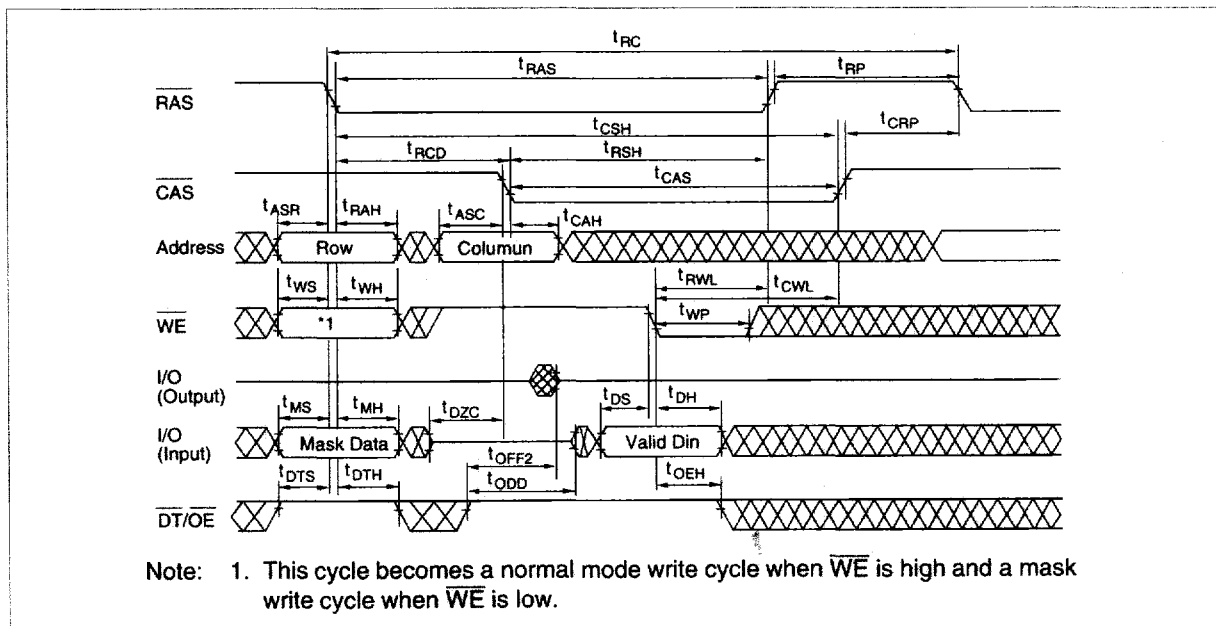 tRC
tRAS tRP
RAS
tCSH tCRP
tRCD tRSH
CAS tCAS
tASR tRAH tASC tCAH
Address Row Columun
tWS tWH tRWL tCWL
WE *1 tWP
I/O
(Output)
tMS tMH tDZC tDS tDH
I/O
(Input) Mask Data Valid Din
tDTS tDTH tOFF2 tODD tOEH
DT/OE
Note: 1. This cycle becomes a normal mode write cycle when WE is high and a mask
write cycle when WE is low.